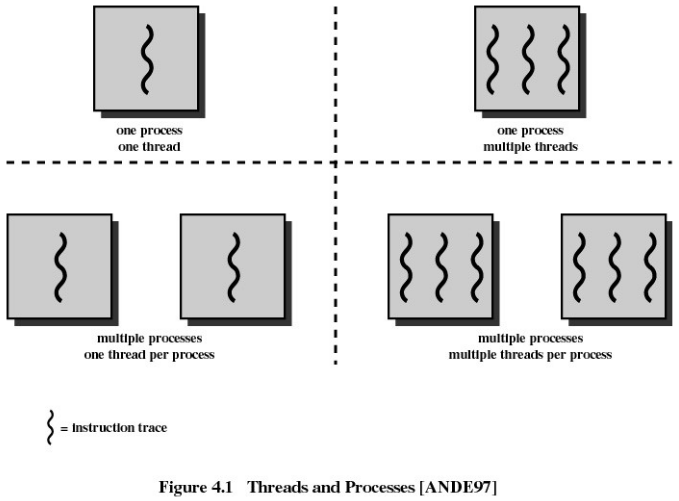 one process
one thread
one process
multiple threads
multiple processes
one thread per process
multiple processes
multiple threads per process
= instruction trace
Figure 4.1 Threads and Processes [ANDE97]